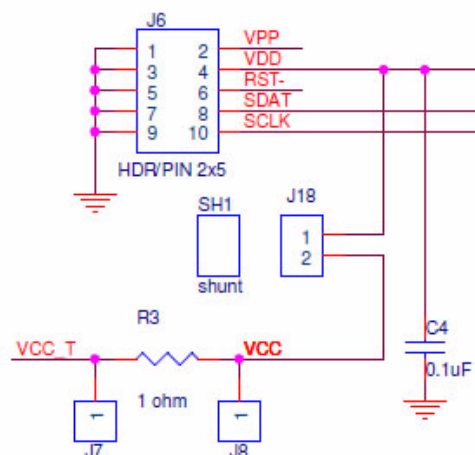 J6
VPP
1 2 VDD
3 4 RST-
5 6 SDAT
7 8 SCLK
9 10
HDR/PIN 2x5
SH1 J18
1
2
shunt
R3 C4
VCC_T VCC
0.1uF
1 ohm
1 1
J7 J8